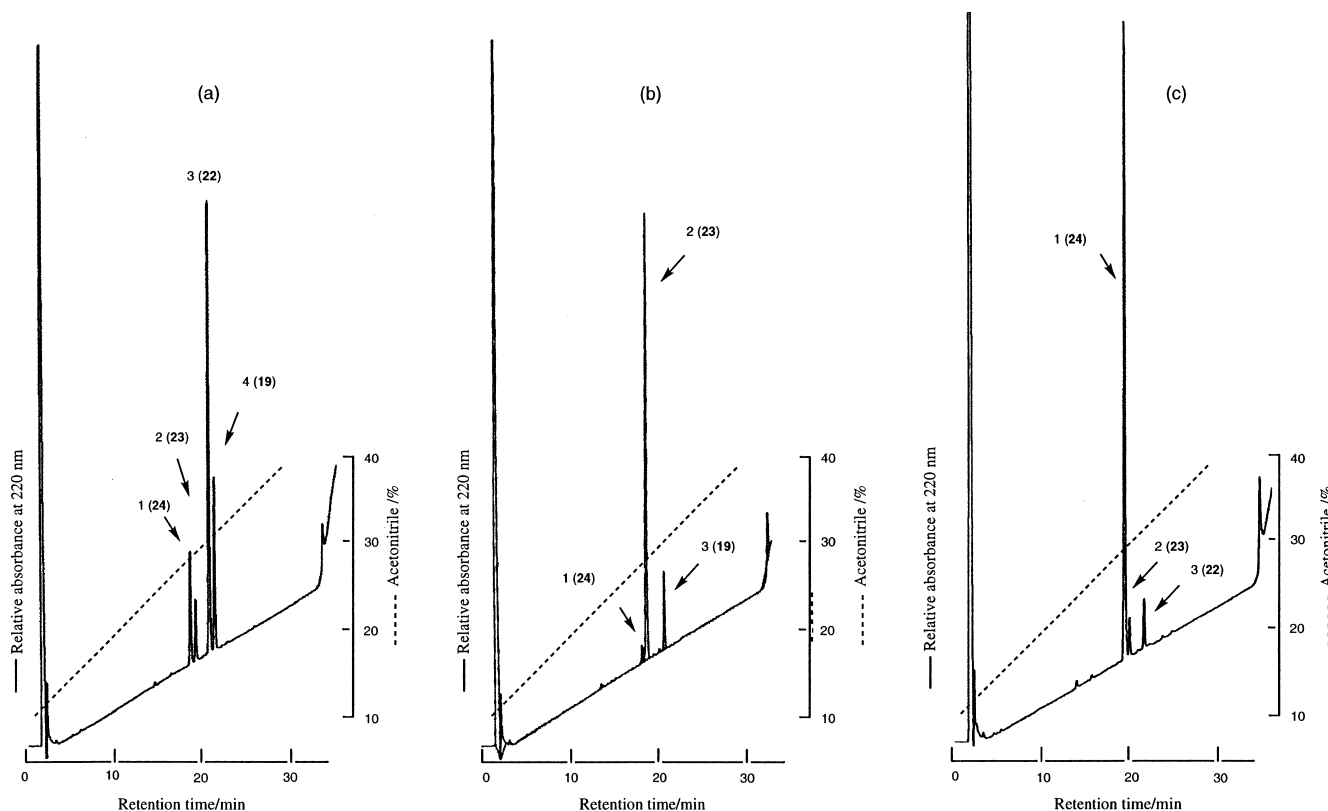 (a)
3 (22)
4 (19)
2 (23)
1 (24)
Relative absorbance at 220 nm
40
30
20
10
Acetonitrile /%
0 10 20 30
Retention time/min
(b)
2 (23)
1 (24)
3 (19)
Relative absorbance at 220 nm
40
30
20
10
Acetonitrile /%
0 10 20 30
Retention time/min
(c)
1 (24)
2 (23)
3 (22)
Relative absorbance at 220 nm
40
30
20
10
Acetonitrile /%
0 10 20 30
Retention time/min